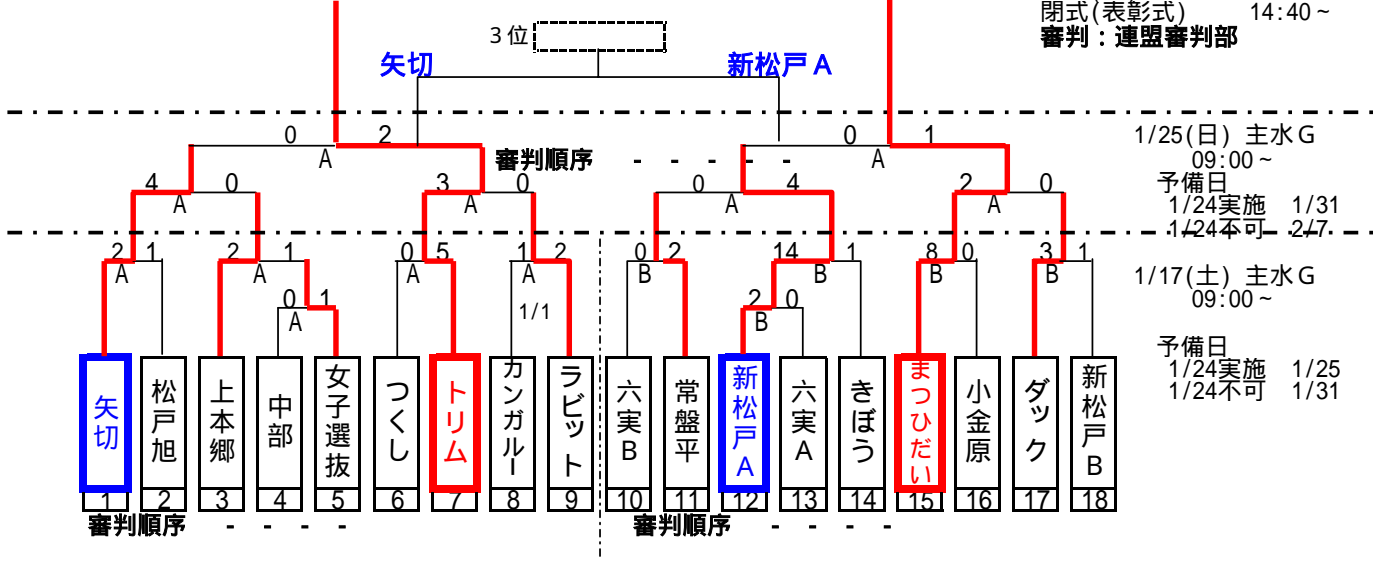 閉式(表彰式) 14:40~
審判：連盟審判部
３位
矢切 新松戸Ａ
0 2 0 1
A A
審判順序 - - - - -
1/25(日) 主水Ｇ
09:00~
予備日
1/24実施 1/31
1/24不可 2/7
4 0 3 0 0 4 2 0
A A A A
2 1 2 1 0 5 1 2 0 2 14 1 8 0 3 1
A A A A B B B B
1/17(土) 主水Ｇ
09:00~
0 1 2 0
A B
1/1
予備日
1/24実施 1/25
1/24不可 1/31
矢切
松戸旭
上本郷
中部
女子選抜
つくし
トリム
カンガルー
ラビット
六実B
常盤平
新松戸A
六実A
きぼう
まつひだい
小金原
ダック
新松戸B
1 2 3 4 5 6 7 8 9 10 11 12 13 14 15 16 17 18
審判順序 - - - - 審判順序 - - - -